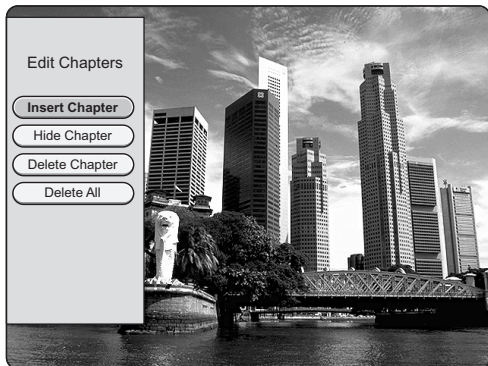 Edit Chapters
Insert Chapter
Hide Chapter
Delete Chapter
Delete All